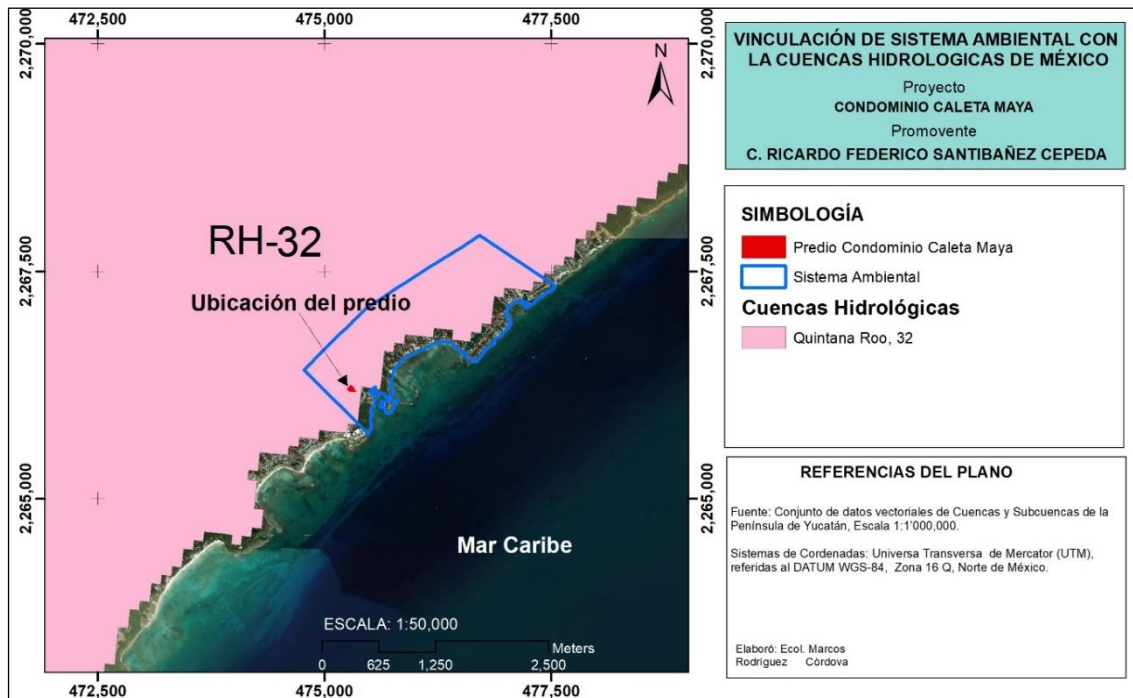 472,500 475,000 477,500
2,270,000 2,270,000
N
RH-32
2,267,500 2,267,500
Ubicación del predio
2,265,000 2,265,000
Mar Caribe
ESCALA: 1:50,000
Meters
0 625 1,250 2,500
472,500 475,000 477,500
VINCULACIÓN DE SISTEMA AMBIENTAL CON
LA CUENCAS HIDROLOGICAS DE MÉXICO
Proyecto
CONDOMINIO CALETA MAYA
Promovente
C. RICARDO FEDERICO SANTIBAÑEZ CEPEDA
SIMBOLOGÍA
Predio Condominio Caleta Maya
Sistema Ambiental
Cuencas Hidrológicas
Quintana Roo, 32
REFERENCIAS DEL PLANO
Fuente: Conjunto de datos vectoriales de Cuencas y Subcuencas de la
Península de Yucatán, Escala 1:1'000,000.
Sistemas de Cordenadas: Universa Transversa de Mercator (UTM),
referidas al DATUM WGS-84, Zona 16 Q, Norte de México.
Elaboró: Ecol. Marcos
Rodríguez Córdova